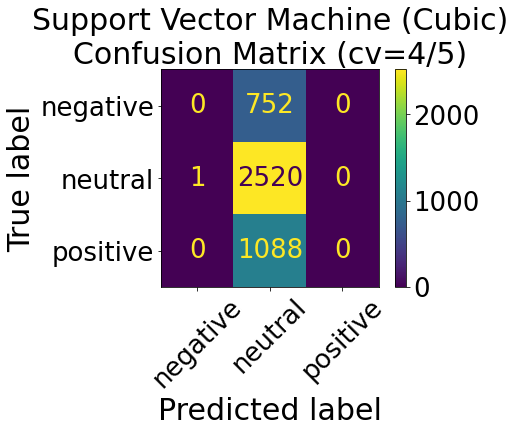 Support Vector Machine (Cubic)
Confusion Matrix (cv=4/5)
True label
negative 0 752 0
neutral 1 2520 0
positive 0 1088 0
2000
1000
0
negative neutral positive
Predicted label